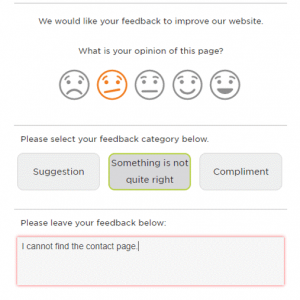 We would like your feedback to improve our website.
What is your opinion of this page?
Please select your feedback category below.
Suggestion
Something is not
quite right
Compliment
Please leave your feedback below:
I cannot find the contact page.